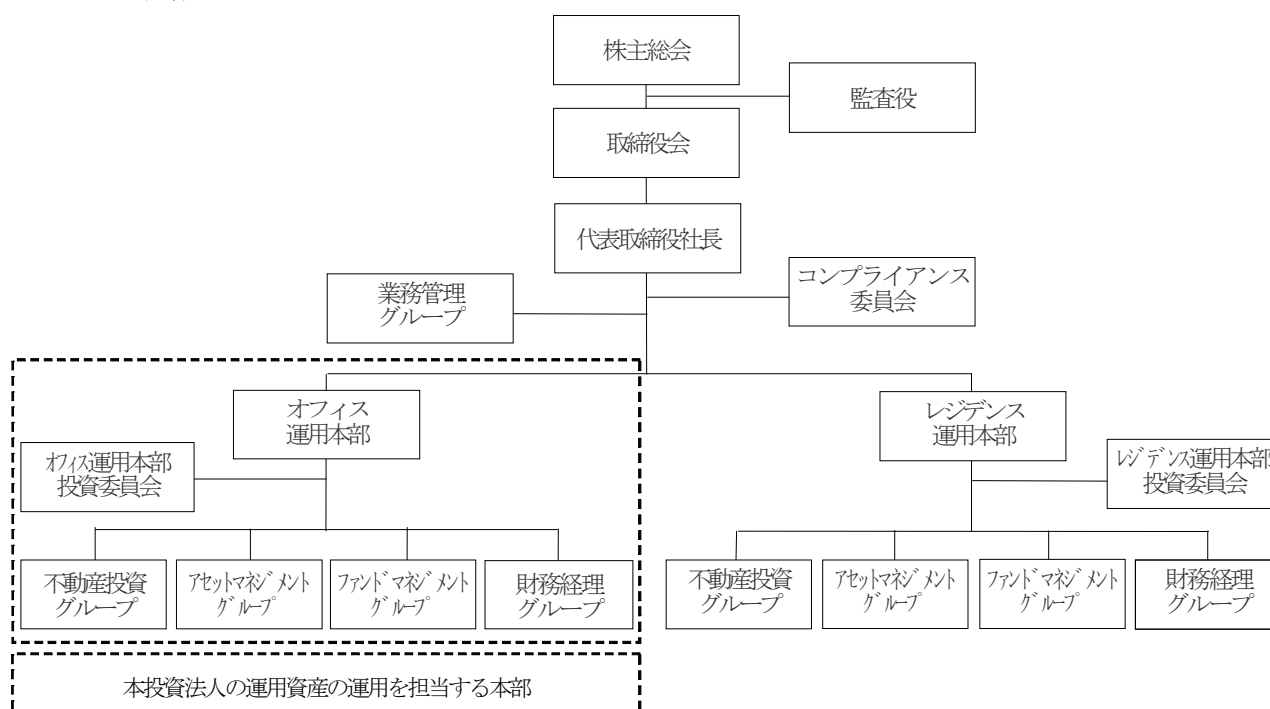 株主総会
監査役
取締役会
代表取締役社長
コンプライアンス
委員会
業務管理
グループ
オフィス
運用本部
レジデンス
運用本部
ｵﾌｨｽ運用本部
投資委員会
ﾚｼﾞﾃﾞﾝｽ運用本部
投資委員会
不動産投資
グループ
ｱｾｯﾄﾏﾈｼﾞﾒﾝﾄ
ｸﾞﾙｰﾌﾟ
ﾌｧﾝﾄﾞﾏﾈｼﾞﾒﾝﾄ
ｸﾞﾙｰﾌﾟ
財務経理
グループ
不動産投資
グループ
ｱｾｯﾄﾏﾈｼﾞﾒﾝﾄ
ｸﾞﾙｰﾌﾟ
ﾌｧﾝﾄﾞﾏﾈｼﾞﾒﾝﾄ
ｸﾞﾙｰﾌﾟ
財務経理
グループ
本投資法人の運用資産の運用を担当する本部